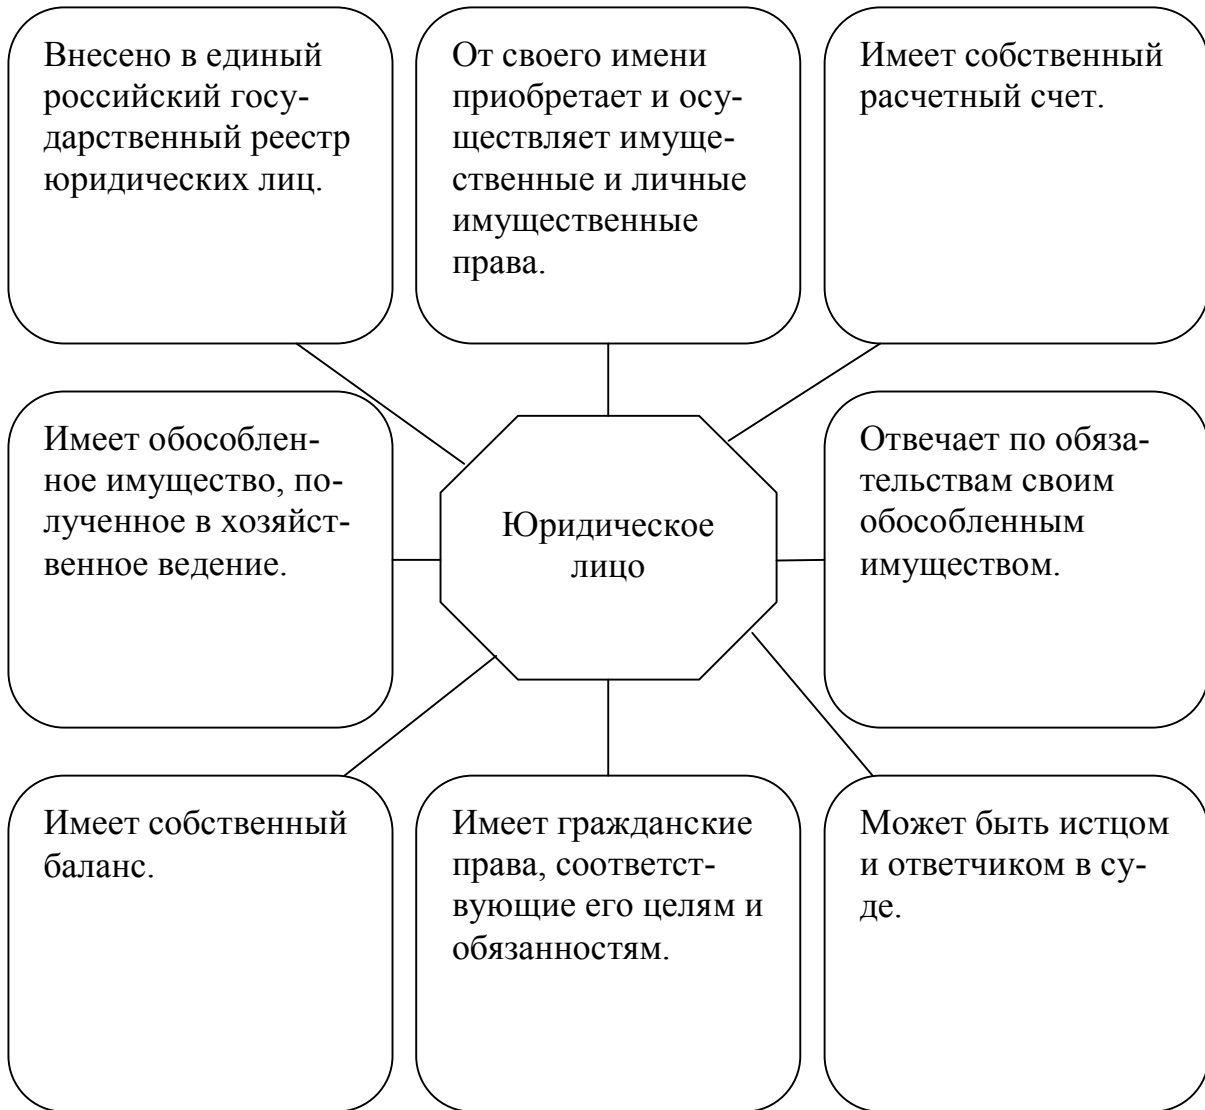 Внесено в единый
российский госу-
дарственный реестр
юридических лиц.
От своего имени
приобретает и осу-
ществляет имуще-
ственные и личные
имущественные
права.
Имеет собственный
расчетный счет.
Имеет обособлен-
ное имущество, по-
лученное в хозяйст-
венное ведение.
Юридическое
лицо
Отвечает по обяза-
тельствам своим
обособленным
имуществом.
Имеет собственный
баланс.
Имеет гражданские
права, соответст-
вующие его целям и
обязанностям.
Может быть истцом
и ответчиком в су-
де.